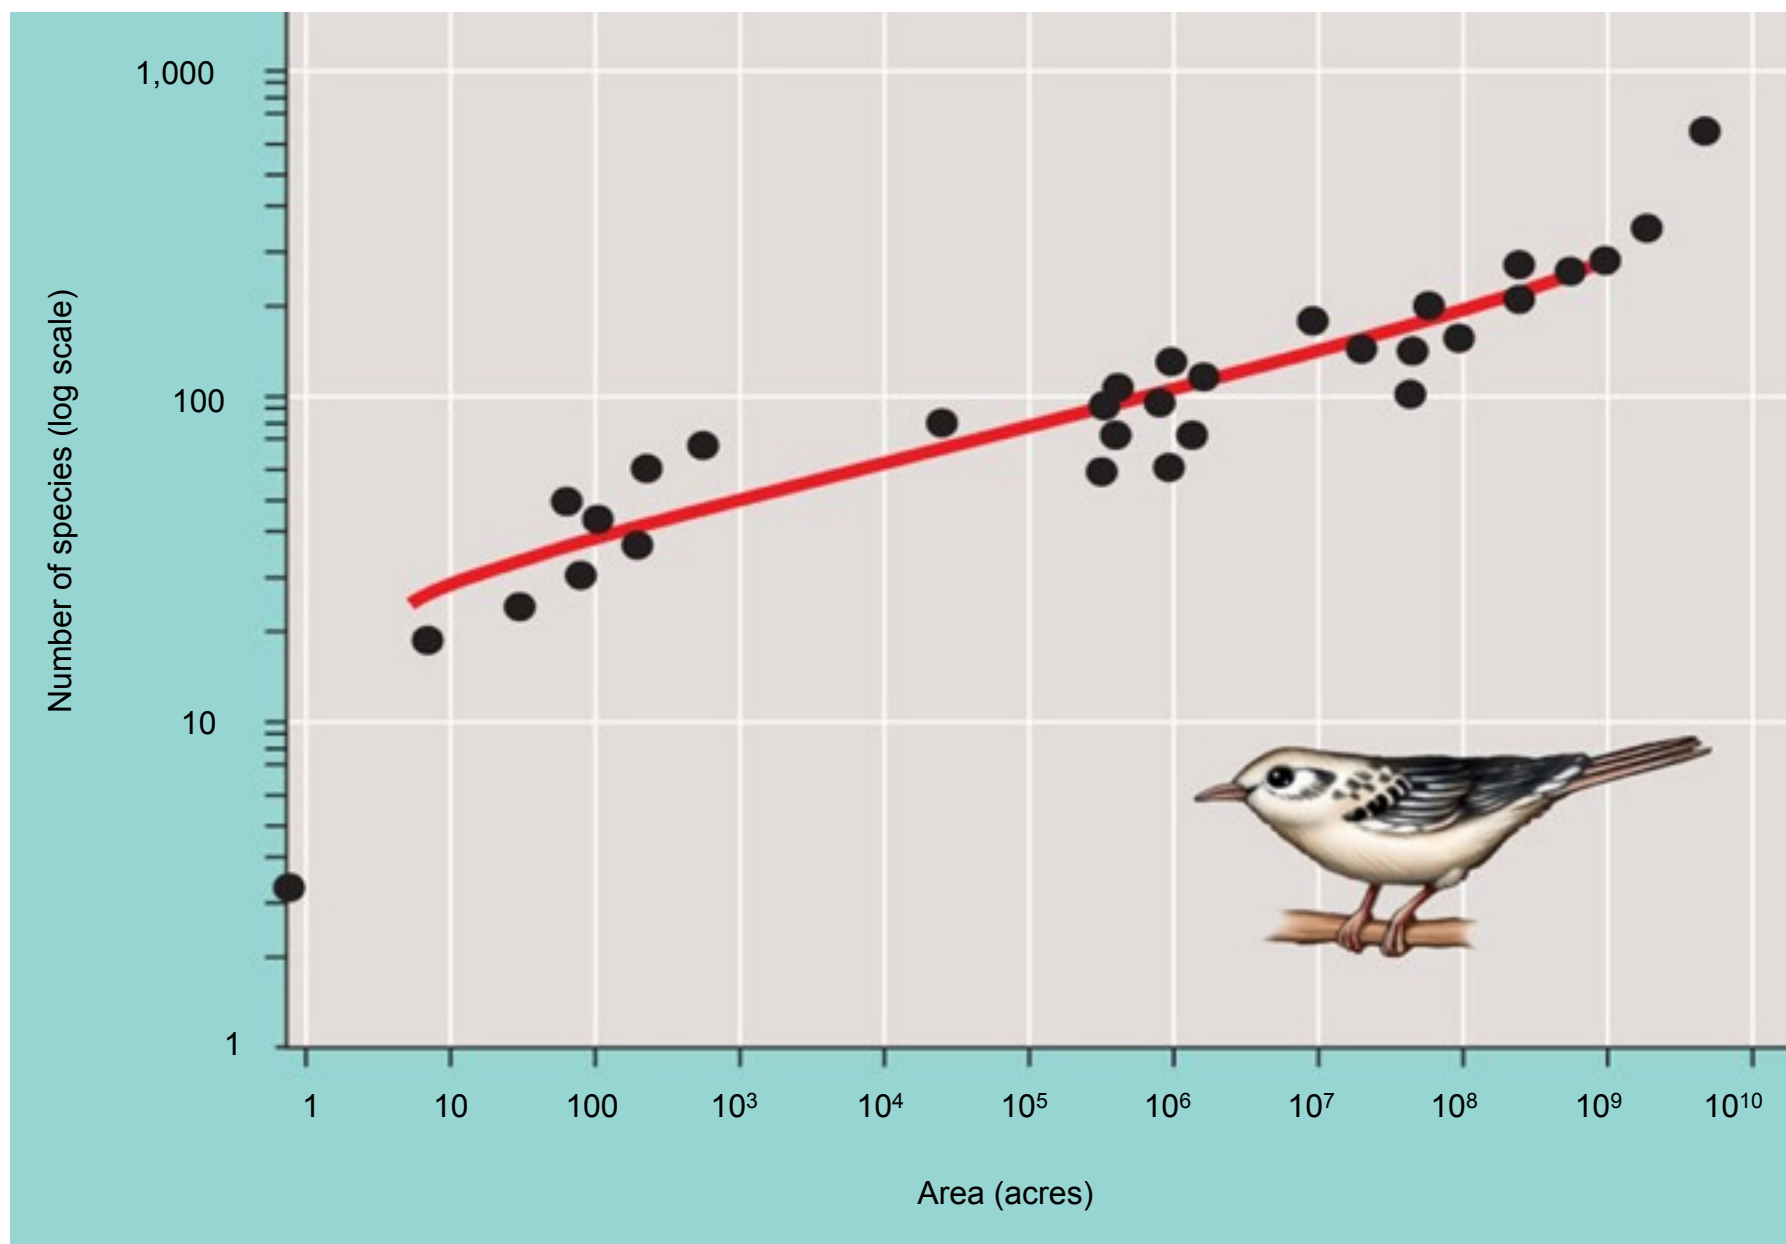 1,000
100
10
1
Number of species (log scale)
1 10 100 10³ 10⁴ 10⁵ 10⁶ 10⁷ 10⁸ 10⁹ 10¹⁰
Area (acres)